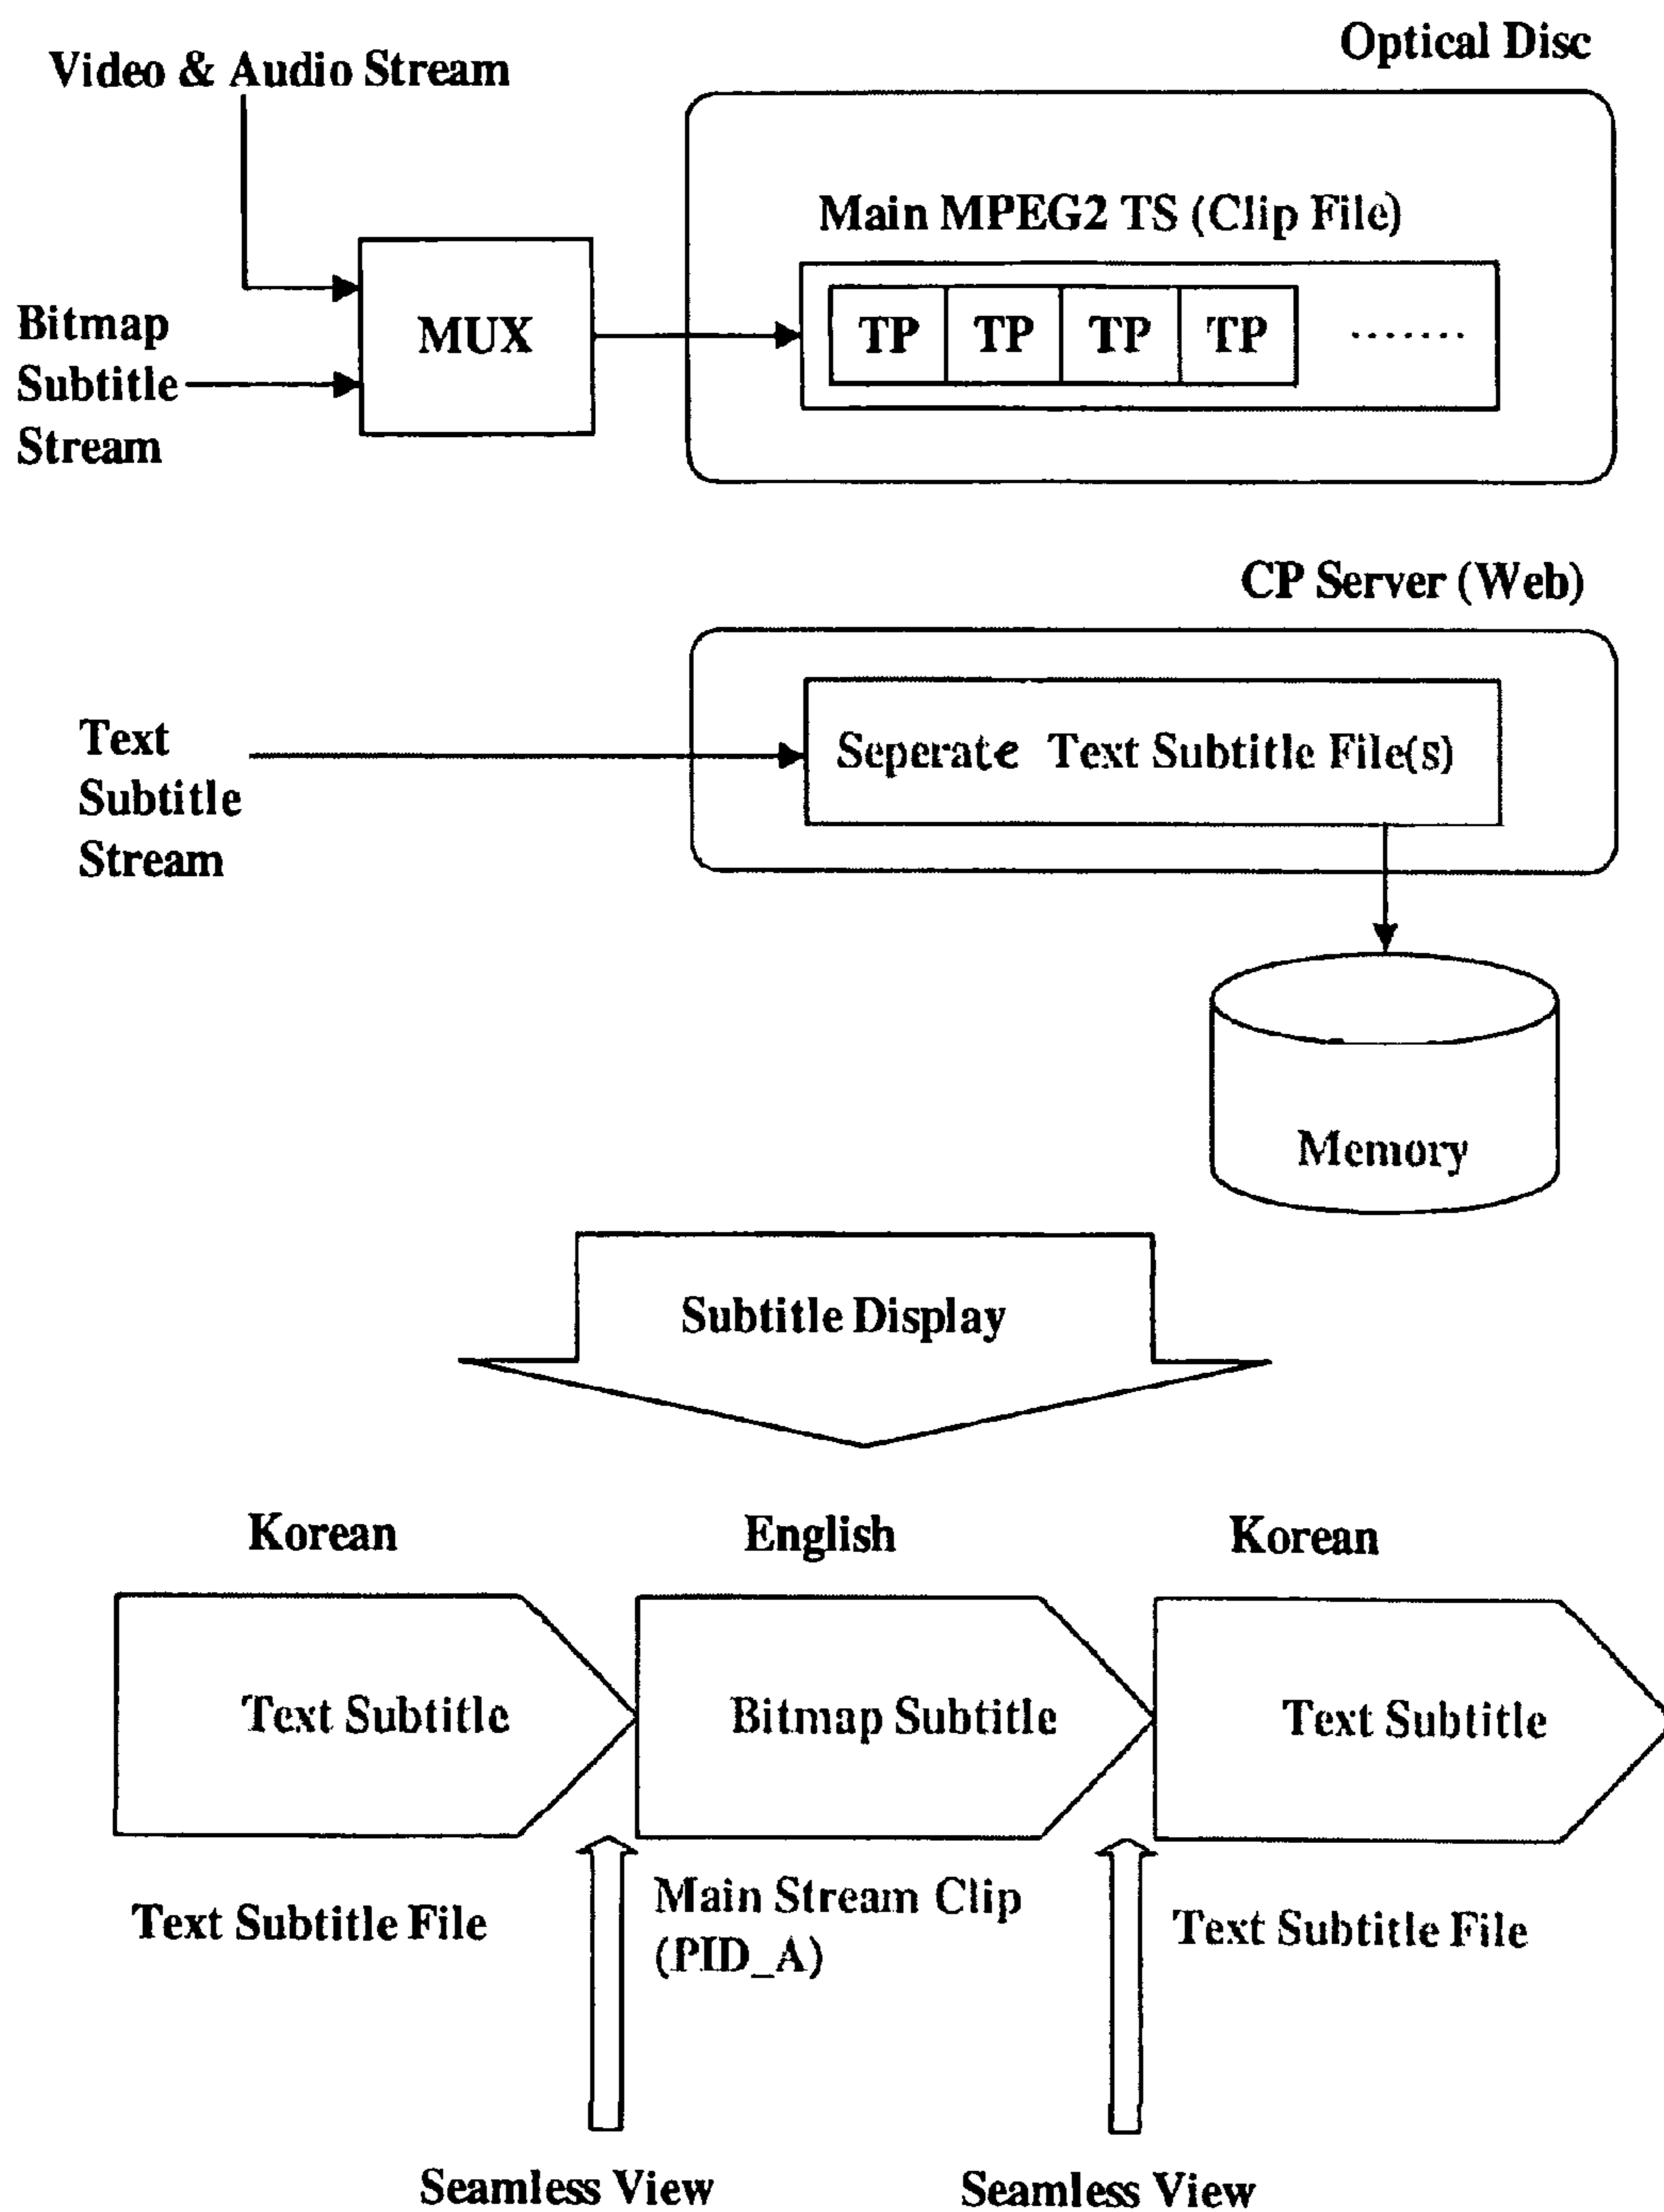 Optical Disc
Video & Audio Stream
Main MPEG2 TS (Clip File)
Bitmap
Subtitle
Stream
MUX
TP TP TP TP .......
CP Server (Web)
Text
Subtitle
Stream
Seperate Text Subtitle File(s)
Memory
Subtitle Display
Korean
English
Korean
Text Subtitle
Bitmap Subtitle
Text Subtitle
Text Subtitle File
Main Stream Clip
(PID_A)
Text Subtitle File
Seamless View
Seamless View